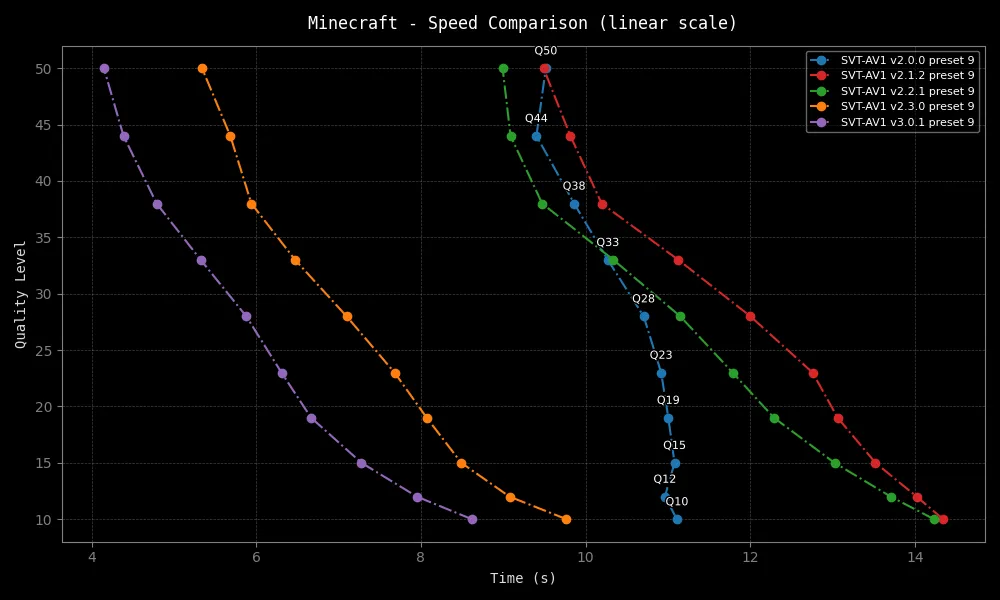 Minecraft - Speed Comparison (linear scale)
SVT-AV1 v2.0.0 preset 9
SVT-AV1 v2.1.2 preset 9
SVT-AV1 v2.2.1 preset 9
SVT-AV1 v2.3.0 preset 9
SVT-AV1 v3.0.1 preset 9
Q50
Q44
Q38
Q33
Q28
Q23
Q19
Q15
Q12
Q10
Quality Level
50
45
40
35
30
25
20
15
10
4 6 8 10 12 14
Time (s)